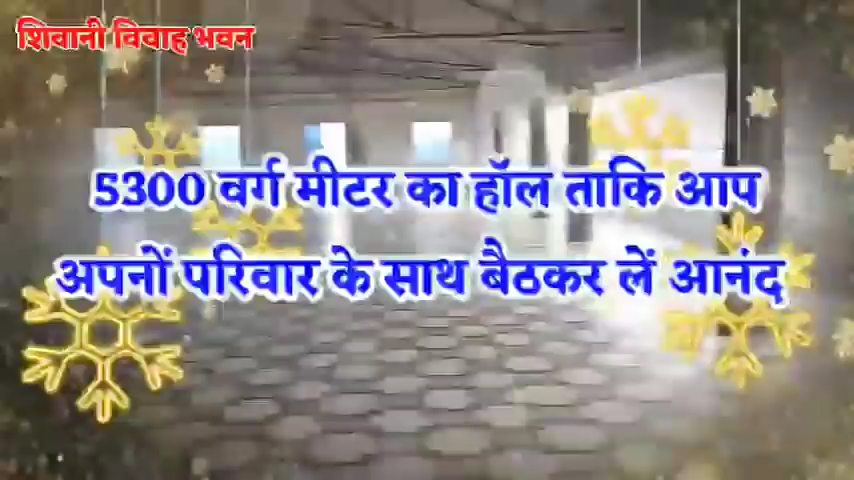 शिवानी विवाह भवन
5300 वर्ग मीटर का हॉल ताकि आप
अपनों परिवार के साथ बैठकर लें आनंद